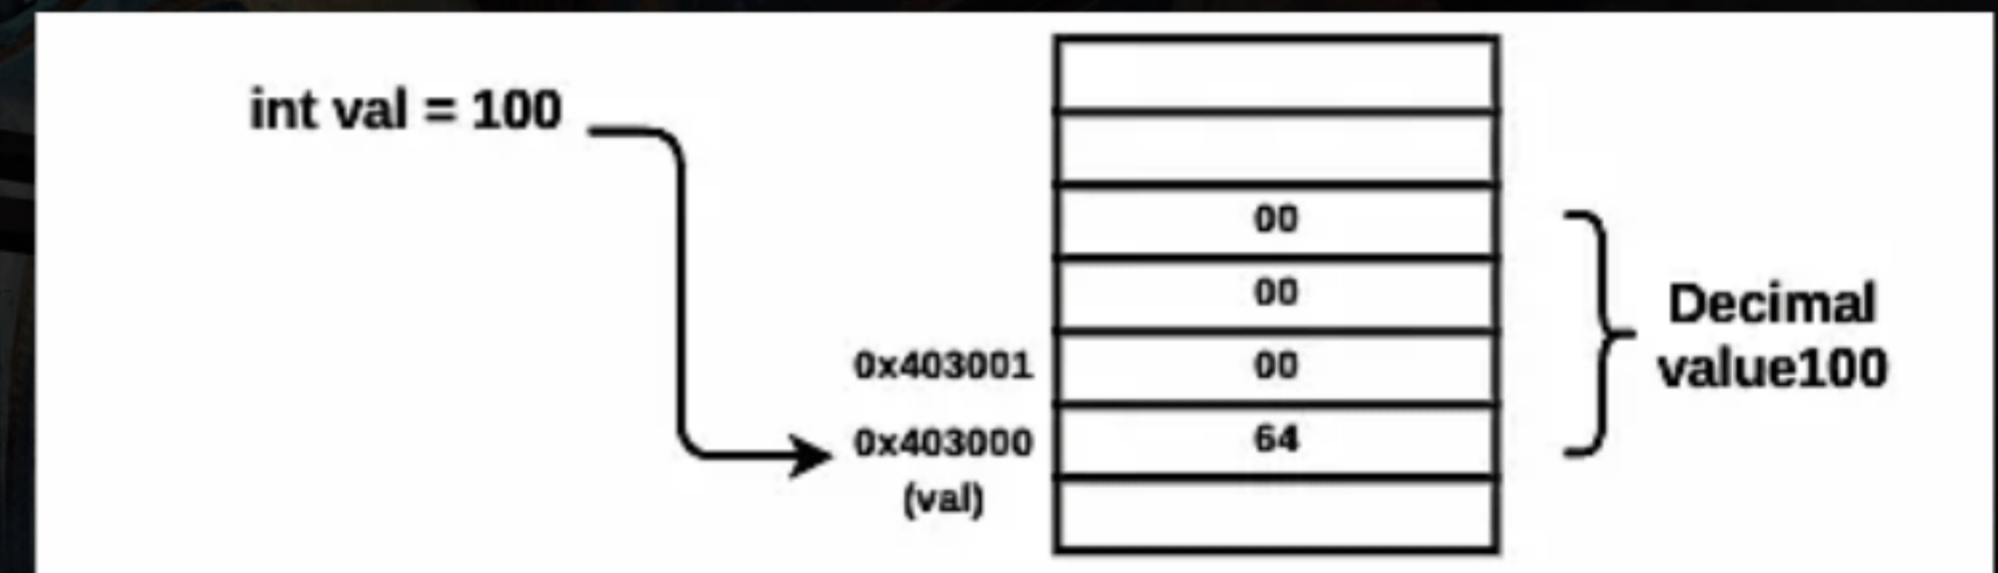 int val = 100
00
00
0x403001 00
0x403000 64
(val)
Decimal
value100